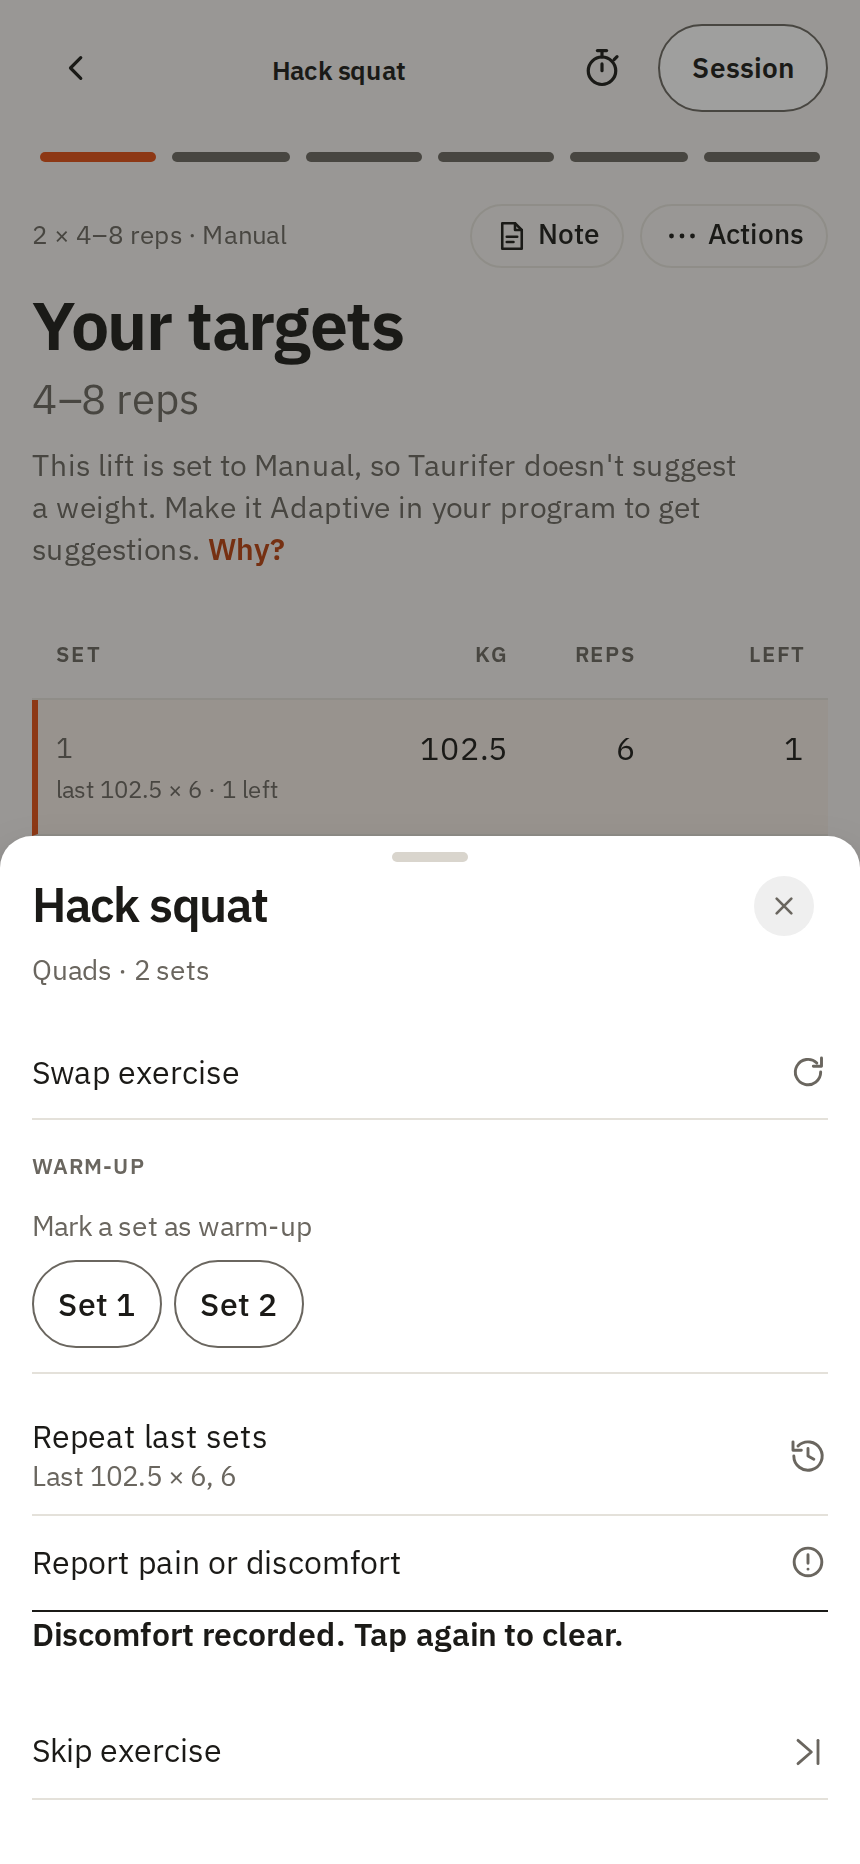 Hack squat
Session
2 × 4–8 reps · Manual
Note
Actions
Your targets
4–8 reps
This lift is set to Manual, so Taurifer doesn't suggest
a weight. Make it Adaptive in your program to get
suggestions. Why?
SET KG REPS LEFT
1 102.5 6 1
last 102.5 × 6 · 1 left
Hack squat
Quads · 2 sets
Swap exercise
WARM-UP
Mark a set as warm-up
Set 1 Set 2
Repeat last sets
Last 102.5 × 6, 6
Report pain or discomfort
Discomfort recorded. Tap again to clear.
Skip exercise